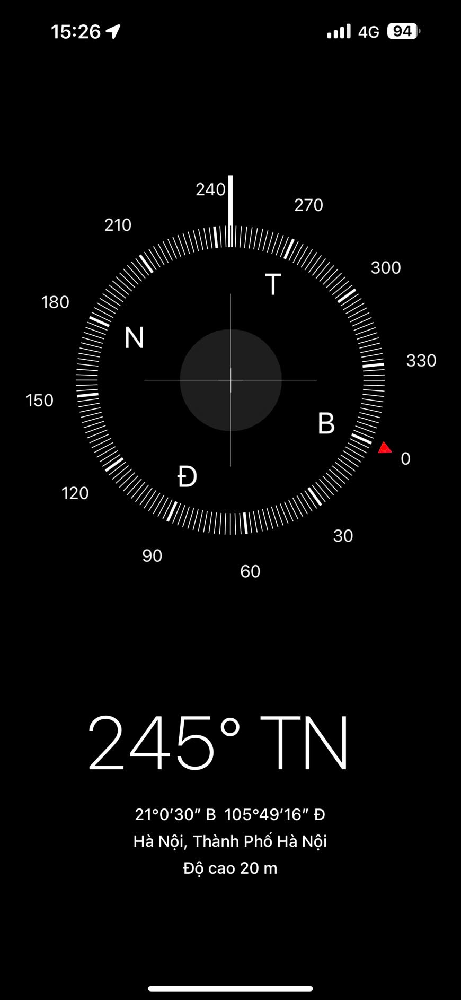 15:26 4G 94
240
270
210
300
T
180
N
330
150
B
0
Đ
120
30
90
60
245° TN
21°0′30″ B 105°49′16″ Đ
Hà Nội, Thành Phố Hà Nội
Độ cao 20 m